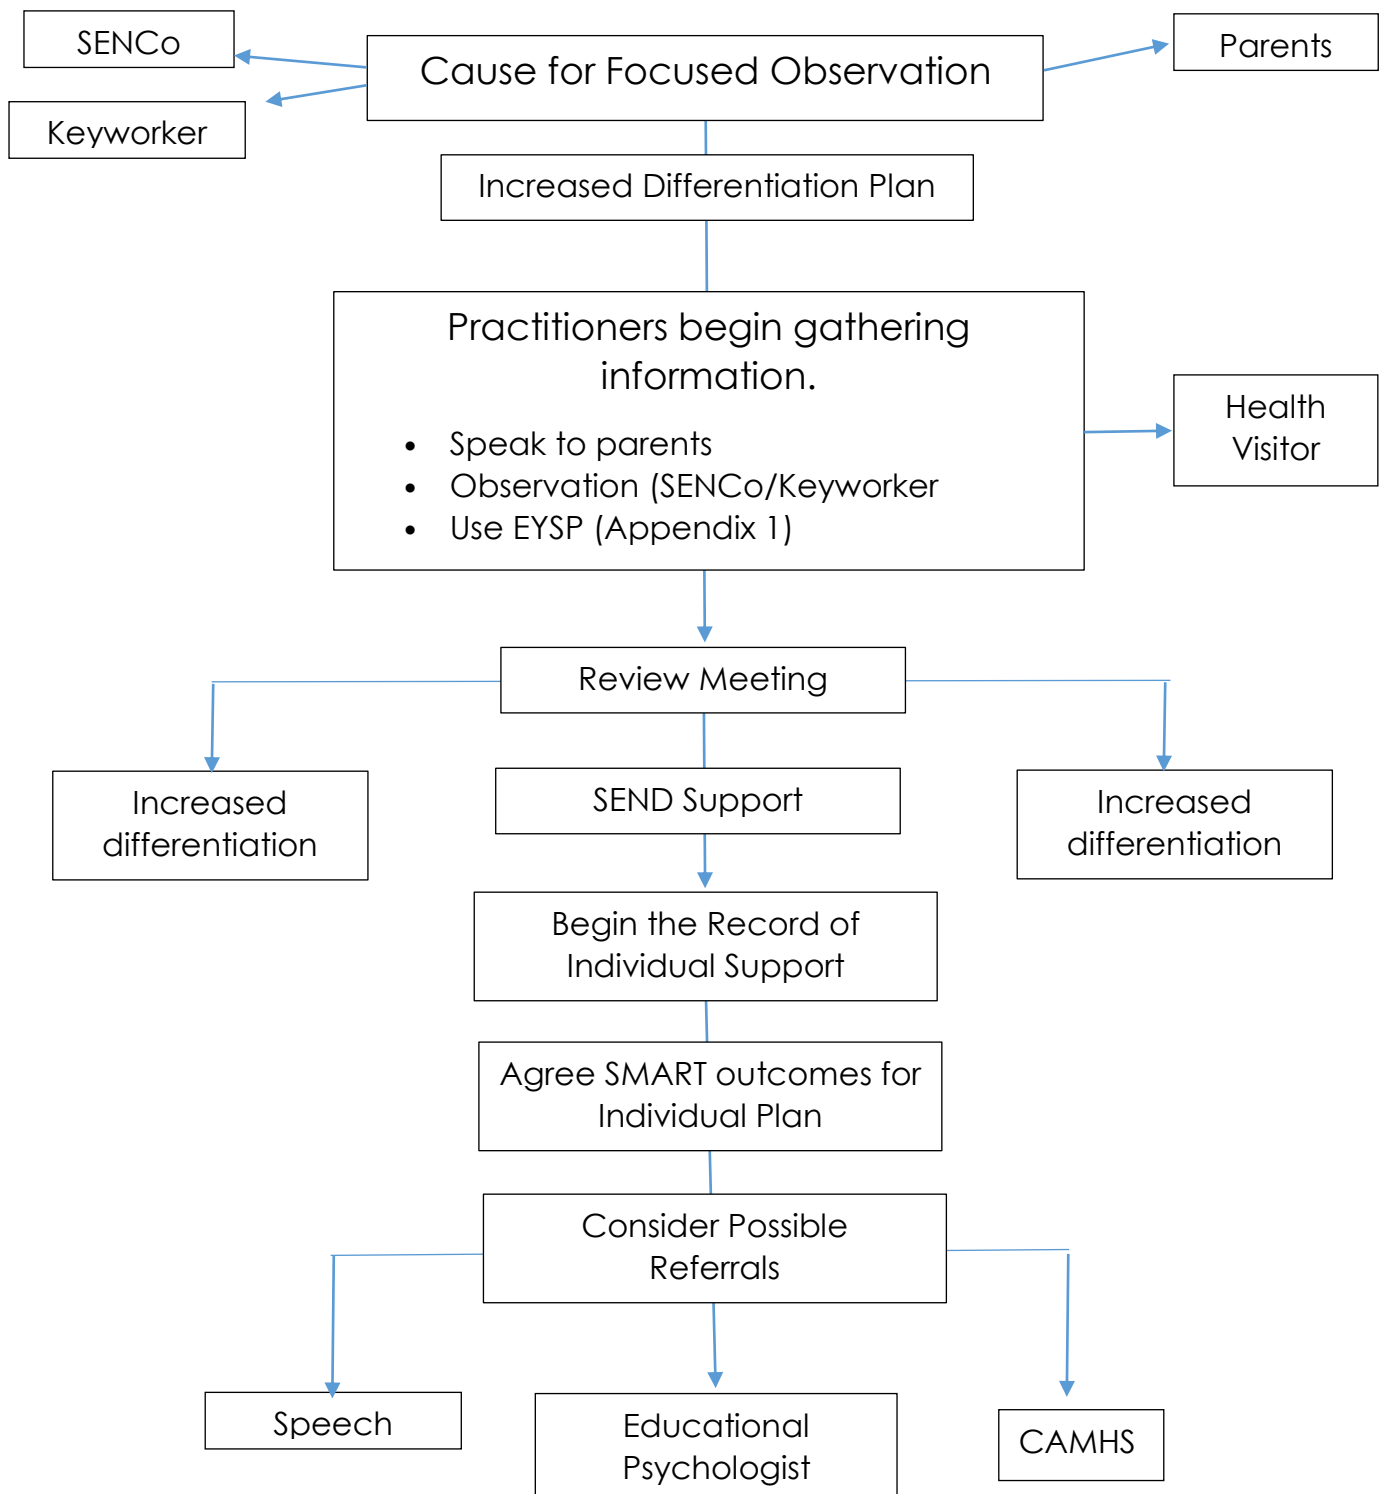 SENCo
Cause for Focused Observation
Parents
Keyworker
Increased Differentiation Plan
Practitioners begin gathering
information.
• Speak to parents
• Observation (SENCo/Keyworker
• Use EYSP (Appendix 1)
Health
Visitor
Review Meeting
Increased
differentiation
SEND Support
Increased
differentiation
Begin the Record of
Individual Support
Agree SMART outcomes for
Individual Plan
Consider Possible
Referrals
Speech
Educational
Psychologist
CAMHS